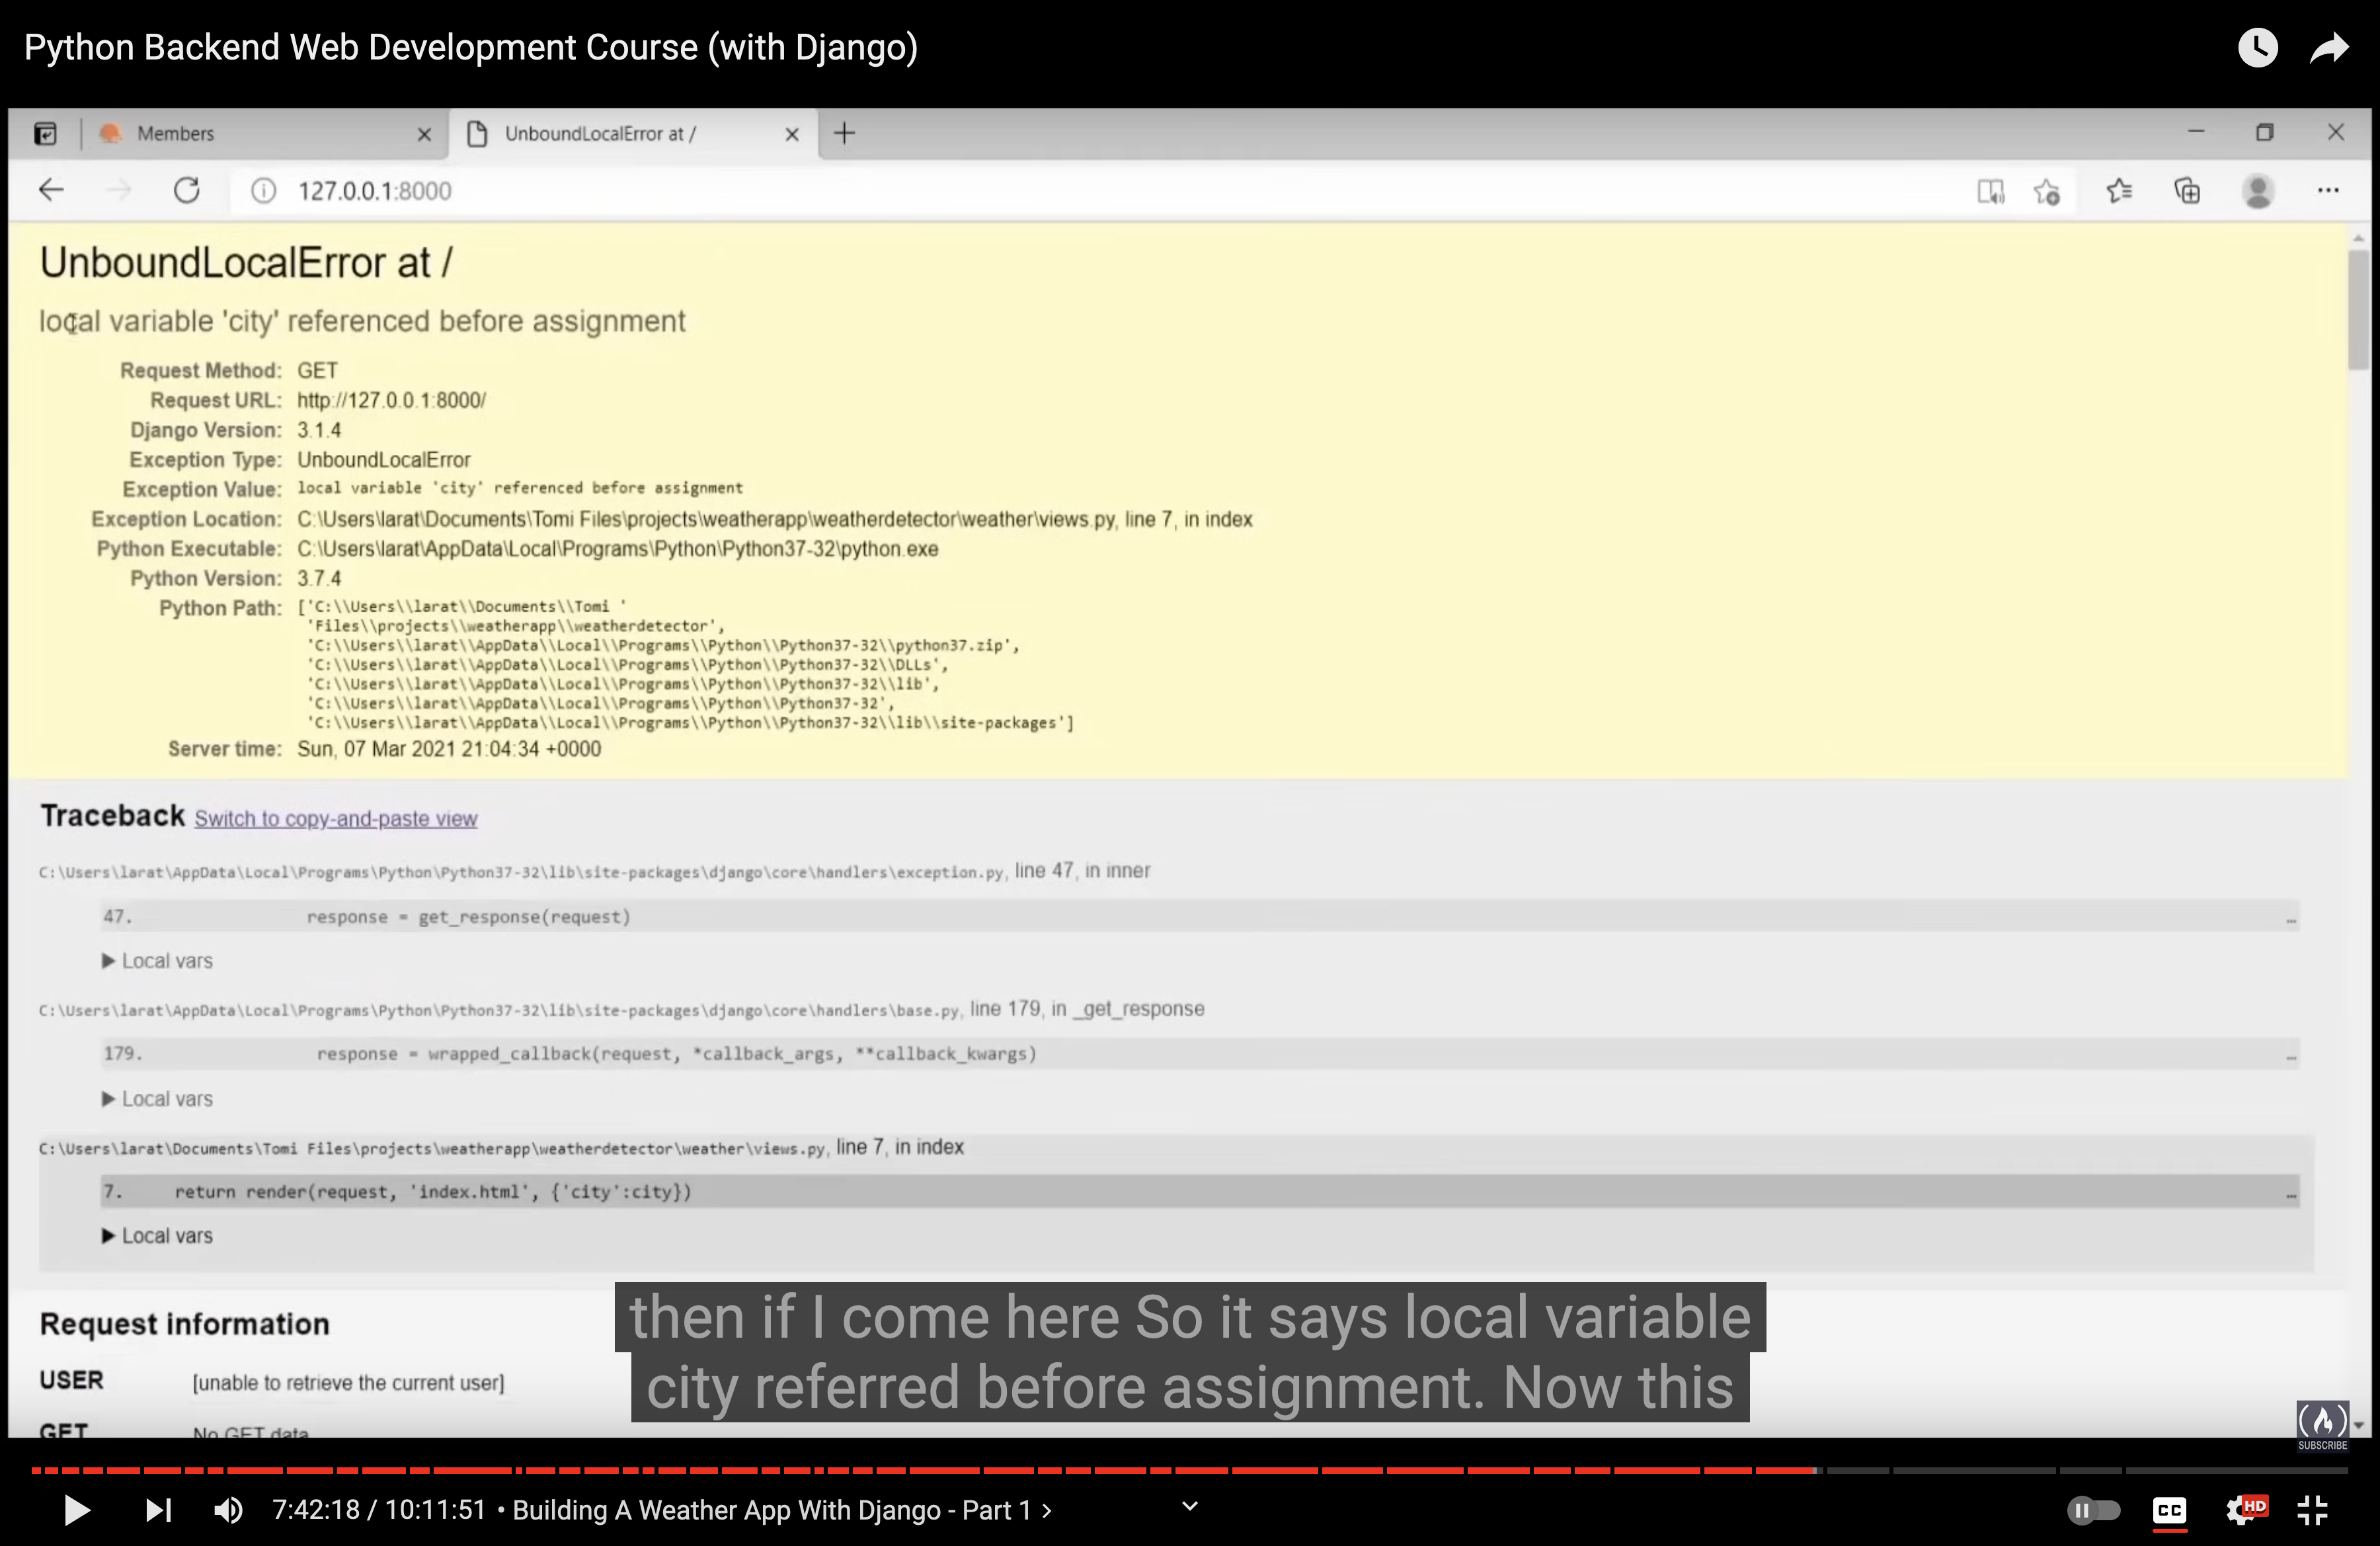 Python Backend Web Development Course (with Django)
Members
UnboundLocalError at /
127.0.0.1:8000
UnboundLocalError at /
local variable 'city' referenced before assignment
Request Method: GET
Request URL: http://127.0.0.1:8000/
Django Version: 3.1.4
Exception Type: UnboundLocalError
Exception Value: local variable 'city' referenced before assignment
Exception Location: C:\Users\larat\Documents\Tomi Files\projects\weatherapp\weatherdetector\weather\views.py, line 7, in index
Python Executable: C:\Users\larat\AppData\Local\Programs\Python\Python37-32\python.exe
Python Version: 3.7.4
Python Path: ['C:\\Users\\larat\\Documents\\Tomi '
'Files\\projects\\weatherapp\\weatherdetector',
'C:\\Users\\larat\\AppData\\Local\\Programs\\Python\\Python37-32\\python37.zip',
'C:\\Users\\larat\\AppData\\Local\\Programs\\Python\\Python37-32\\DLLs',
'C:\\Users\\larat\\AppData\\Local\\Programs\\Python\\Python37-32\\lib',
'C:\\Users\\larat\\AppData\\Local\\Programs\\Python\\Python37-32',
'C:\\Users\\larat\\AppData\\Local\\Programs\\Python\\Python37-32\\lib\\site-packages']
Server time: Sun, 07 Mar 2021 21:04:34 +0000
Traceback Switch to copy-and-paste view
C:\Users\larat\AppData\Local\Programs\Python\Python37-32\lib\site-packages\django\core\handlers\exception.py, line 47, in inner
47. response = get_response(request) …
▶ Local vars
C:\Users\larat\AppData\Local\Programs\Python\Python37-32\lib\site-packages\django\core\handlers\base.py, line 179, in _get_response
179. response = wrapped_callback(request, *callback_args, **callback_kwargs) …
▶ Local vars
C:\Users\larat\Documents\Tomi Files\projects\weatherapp\weatherdetector\weather\views.py, line 7, in index
7. return render(request, 'index.html', {'city':city}) …
▶ Local vars
Request information
USER [unable to retrieve the current user]
GET No GET data
then if I come here So it says local variable
city referred before assignment. Now this
SUBSCRIBE
7:42:18 / 10:11:51 • Building A Weather App With Django - Part 1 >
CC
HD